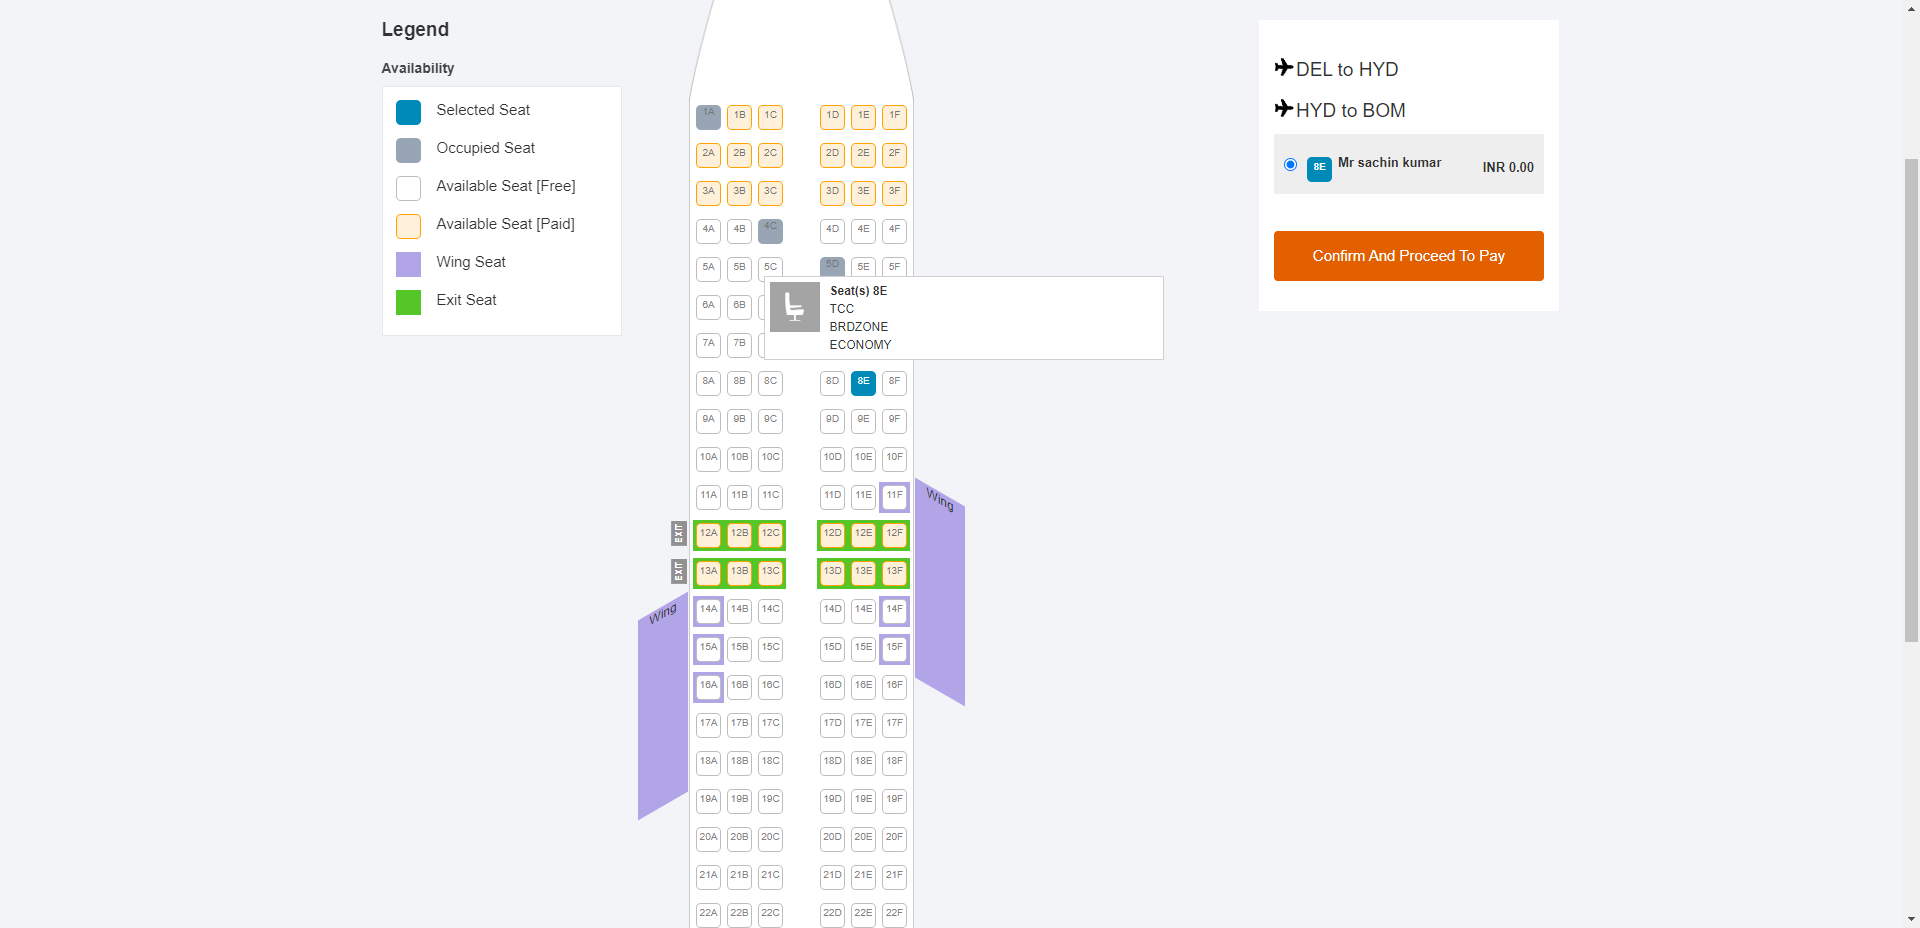 Legend
Availability
Selected Seat
Occupied Seat
Available Seat [Free]
Available Seat [Paid]
Wing Seat
Exit Seat
1A 1B 1C 1D 1E 1F
2A 2B 2C 2D 2E 2F
3A 3B 3C 3D 3E 3F
4A 4B 4C 4D 4E 4F
5A 5B 5C 5D 5E 5F
6A 6B
7A 7B
Seat(s) 8E
TCC
BRDZONE
ECONOMY
8A 8B 8C 8D 8E 8F
9A 9B 9C 9D 9E 9F
10A 10B 10C 10D 10E 10F
11A 11B 11C 11D 11E 11F
Wing
EXIT 12A 12B 12C 12D 12E 12F
EXIT 13A 13B 13C 13D 13E 13F
Wing
14A 14B 14C 14D 14E 14F
15A 15B 15C 15D 15E 15F
16A 16B 16C 16D 16E 16F
17A 17B 17C 17D 17E 17F
18A 18B 18C 18D 18E 18F
19A 19B 19C 19D 19E 19F
20A 20B 20C 20D 20E 20F
21A 21B 21C 21D 21E 21F
22A 22B 22C 22D 22E 22F
DEL to HYD
HYD to BOM
8E Mr sachin kumar INR 0.00
Confirm And Proceed To Pay